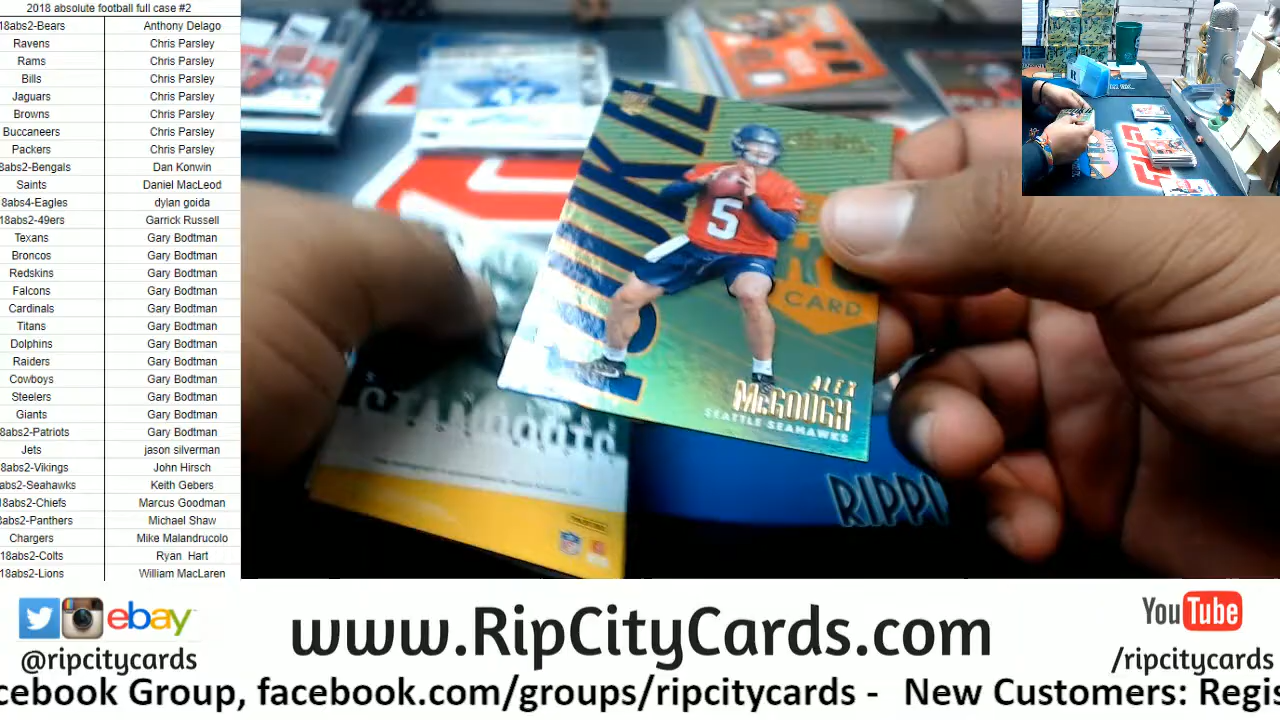 2018 absolute football full case #2
18abs2-Bears Anthony Delago
Ravens Chris Parsley
Rams Chris Parsley
Bills Chris Parsley
Jaguars Chris Parsley
Browns Chris Parsley
Buccaneers Chris Parsley
Packers Chris Parsley
8abs2-Bengals Dan Konwin
Saints Daniel MacLeod
8abs4-Eagles dylan goida
18abs2-49ers Garrick Russell
Texans Gary Bodtman
Broncos Gary Bodtman
Redskins Gary Bodtman
Falcons Gary Bodtman
Cardinals Gary Bodtman
Titans Gary Bodtman
Dolphins Gary Bodtman
Raiders Gary Bodtman
Cowboys Gary Bodtman
Steelers Gary Bodtman
Giants Gary Bodtman
8abs2-Patriots Gary Bodtman
Jets jason silverman
8abs2-Vikings John Hirsch
abs2-Seahawks Keith Gebers
8abs2-Chiefs Marcus Goodman
8abs2-Panthers Michael Shaw
Chargers Mike Malandrucolo
18abs2-Colts Ryan Hart
18abs2-Lions William MacLaren
ROOKIE
5
CARD
ALEX
McGOUGH
SEATTLE SEAHAWKS
RIPPI
ebay
@ripcitycards
www.RipCityCards.com
YouTube
/ripcitycards
cebook Group, facebook.com/groups/ripcitycards - New Customers: Regis